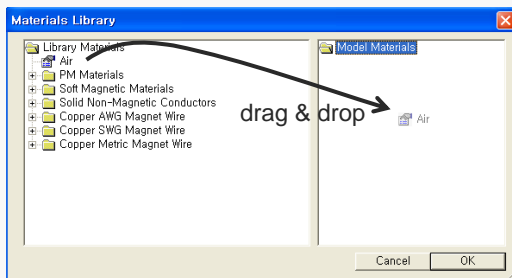 Materials Library
Library Materials
Air
PM Materials
Soft Magnetic Materials
Solid Non-Magnetic Conductors
Copper AWG Magnet Wire
Copper SWG Magnet Wire
Copper Metric Magnet Wire
drag & drop
Model Materials
Air
Cancel
OK